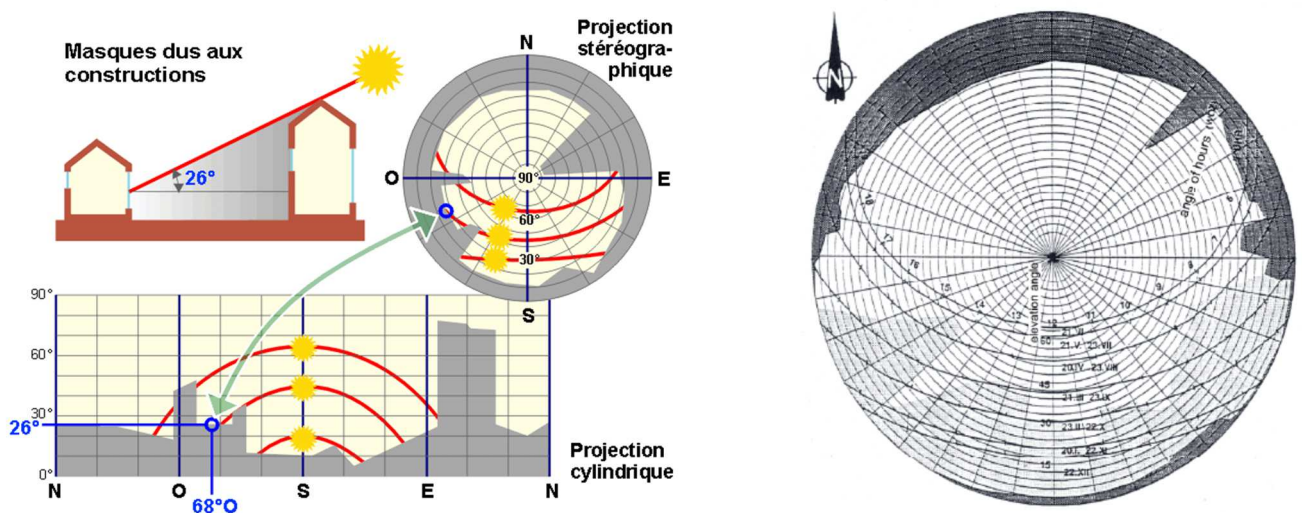 Masques dus aux
constructions
26°
Projection
stéréogra-
phique
N
O
E
S
90°
60°
30°
90°
60°
30°
26°
0°
N
O
S
E
N
68°O
Projection
cylindrique
N
angle of hours
elevation angle
18
17
16
15
14
13
12
11
10
9
8
7
6
21.VI
60
21.V. 23.VII
20.IV 23.VIII
45
21.III 23.IX
30
23.II 22.X
20.I.
15
22.XII